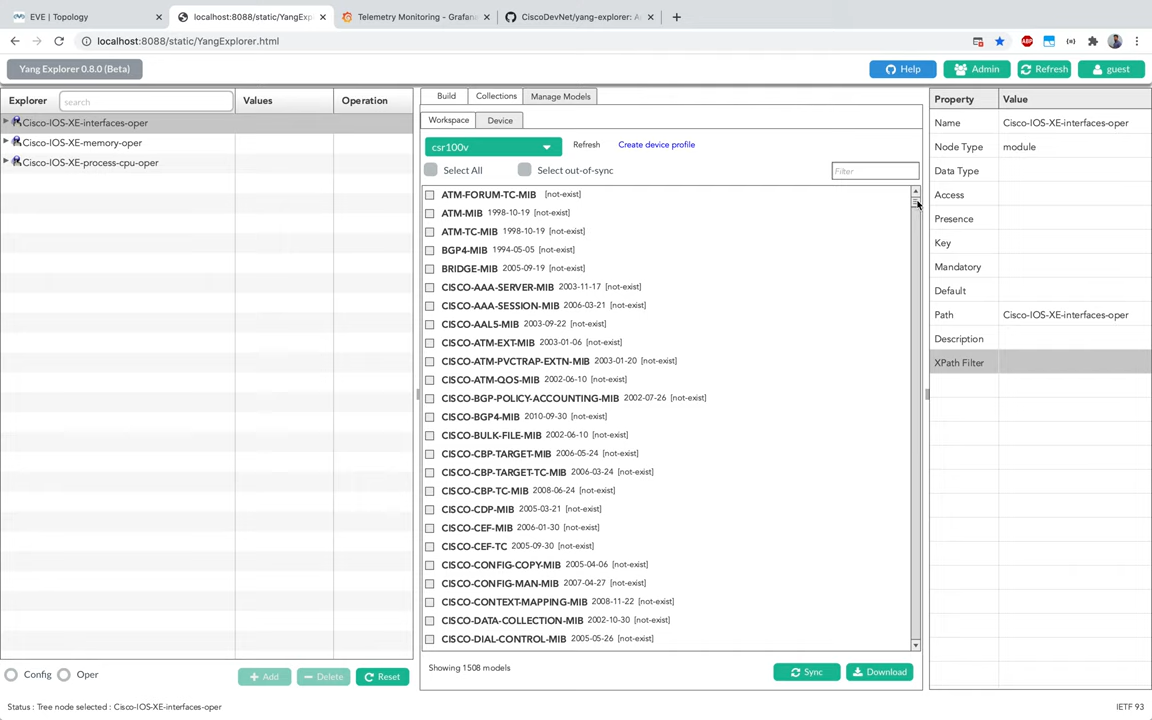 EVE | Topology
localhost:8088/static/YangExp
Telemetry Monitoring - Grafana
CiscoDevNet/yang-explorer: A
localhost:8088/static/YangExplorer.html
Yang Explorer 0.8.0 (Beta)
Help
Admin
Refresh
guest
Explorer
search
Values
Operation
Cisco-IOS-XE-interfaces-oper
Cisco-IOS-XE-memory-oper
Cisco-IOS-XE-process-cpu-oper
Config
Oper
+ Add
− Delete
Reset
Build
Collections
Manage Models
Workspace
Device
csr100v
Refresh
Create device profile
Select All
Select out-of-sync
Filter
ATM-FORUM-TC-MIB [not-exist]
ATM-MIB 1998-10-19 [not-exist]
ATM-TC-MIB 1998-10-19 [not-exist]
BGP4-MIB 1994-05-05 [not-exist]
BRIDGE-MIB 2005-09-19 [not-exist]
CISCO-AAA-SERVER-MIB 2003-11-17 [not-exist]
CISCO-AAA-SESSION-MIB 2006-03-21 [not-exist]
CISCO-AAL5-MIB 2003-09-22 [not-exist]
CISCO-ATM-EXT-MIB 2003-01-06 [not-exist]
CISCO-ATM-PVCTRAP-EXTN-MIB 2003-01-20 [not-exist]
CISCO-ATM-QOS-MIB 2002-06-10 [not-exist]
CISCO-BGP-POLICY-ACCOUNTING-MIB 2002-07-26 [not-exist]
CISCO-BGP4-MIB 2010-09-30 [not-exist]
CISCO-BULK-FILE-MIB 2002-06-10 [not-exist]
CISCO-CBP-TARGET-MIB 2006-05-24 [not-exist]
CISCO-CBP-TARGET-TC-MIB 2006-03-24 [not-exist]
CISCO-CBP-TC-MIB 2008-06-24 [not-exist]
CISCO-CDP-MIB 2005-03-21 [not-exist]
CISCO-CEF-MIB 2006-01-30 [not-exist]
CISCO-CEF-TC 2005-09-30 [not-exist]
CISCO-CONFIG-COPY-MIB 2005-04-06 [not-exist]
CISCO-CONFIG-MAN-MIB 2007-04-27 [not-exist]
CISCO-CONTEXT-MAPPING-MIB 2008-11-22 [not-exist]
CISCO-DATA-COLLECTION-MIB 2002-10-30 [not-exist]
CISCO-DIAL-CONTROL-MIB 2005-05-26 [not-exist]
Showing 1508 models
Sync
Download
Property Value
Name Cisco-IOS-XE-interfaces-oper
Node Type module
Data Type
Access
Presence
Key
Mandatory
Default
Path Cisco-IOS-XE-interfaces-oper
Description
XPath Filter
Status : Tree node selected : Cisco-IOS-XE-interfaces-oper
IETF 93